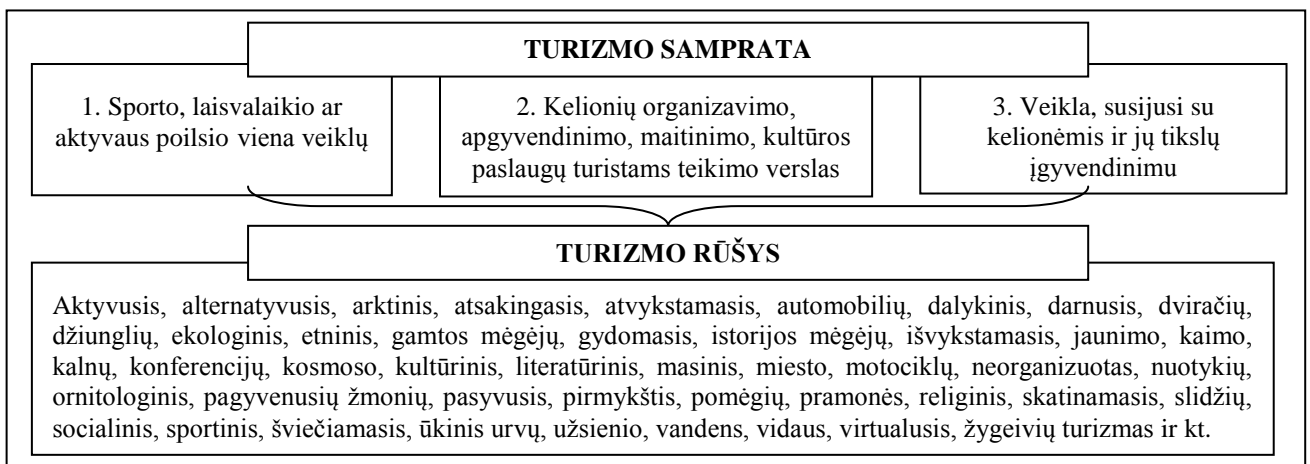 TURIZMO SAMPRATA
1. Sporto, laisvalaikio ar
aktyvaus poilsio viena veiklų
2. Kelionių organizavimo,
apgyvendinimo, maitinimo, kultūros
paslaugų turistams teikimo verslas
3. Veikla, susijusi su
kelionėmis ir jų tikslų
įgyvendinimu
TURIZMO RŪŠYS
Aktyvusis, alternatyvusis, arktinis, atsakingasis, atvykstamasis, automobilių, dalykinis, darnusis, dviračių,
džiunglių, ekologinis, etninis, gamtos mėgėjų, gydomasis, istorijos mėgėjų, išvykstamasis, jaunimo, kaimo,
kalnų, konferencijų, kosmoso, kultūrinis, literatūrinis, masinis, miesto, motociklų, neorganizuotas, nuotykių,
ornitologinis, pagyvenusių žmonių, pasyvusis, pirmykštis, pomėgių, pramonės, religinis, skatinamasis, slidžių,
socialinis, sportinis, šviečiamasis, ūkinis urvų, užsienio, vandens, vidaus, virtualusis, žygeivių turizmas ir kt.